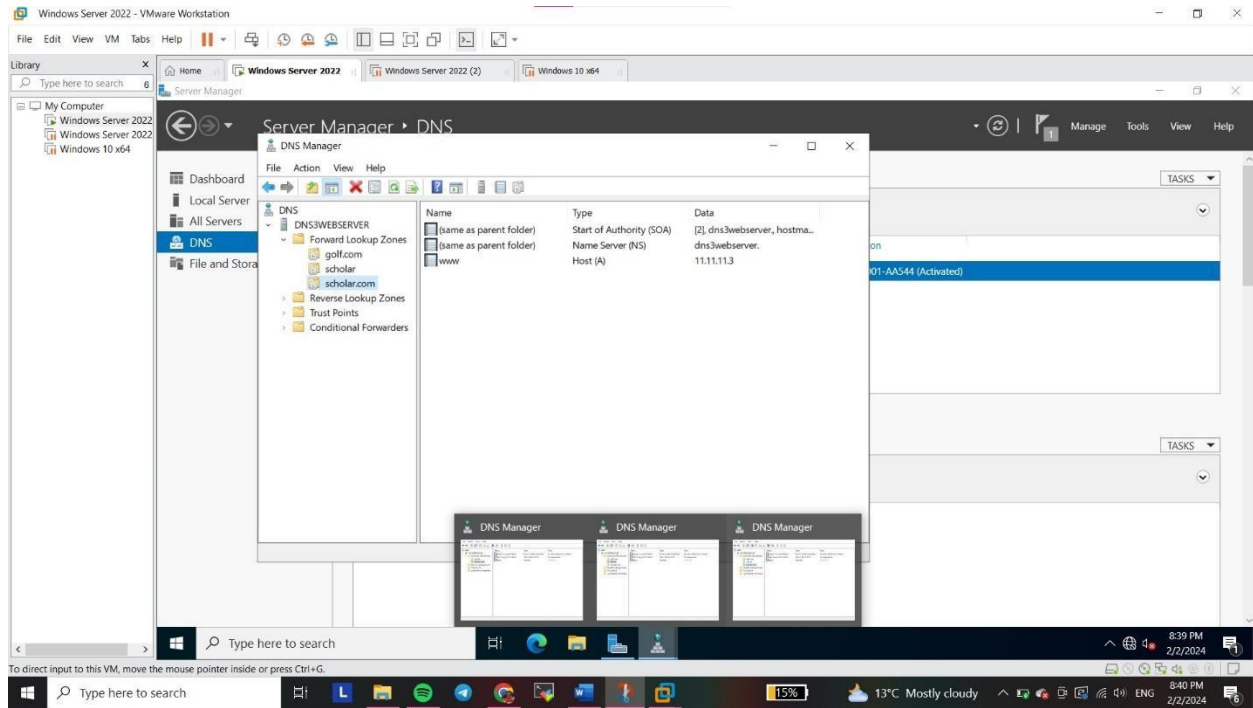 Windows Server 2022 - VMware Workstation
File Edit View VM Tabs Help
Library
Type here to search
My Computer
Windows Server 2022
Windows Server 2022
Windows 10 x64
Home
Windows Server 2022
Windows Server 2022 (2)
Windows 10 x64
Server Manager
Server Manager DNS
1
Manage Tools View Help
Dashboard
Local Server
All Servers
DNS
File and Stora
TASKS
on
001-AA544 (Activated)
TASKS
DNS Manager
File Action View Help
DNS
DNS3WEBSERVER
Forward Lookup Zones
golf.com
scholar
scholar.com
Reverse Lookup Zones
Trust Points
Conditional Forwarders
Name Type Data
(same as parent folder) Start of Authority (SOA) [2], dns3webserver., hostma...
(same as parent folder) Name Server (NS) dns3webserver.
www Host (A) 11.11.11.3
DNS Manager DNS Manager DNS Manager
Type here to search
8:39 PM
2/2/2024
1
To direct input to this VM, move the mouse pointer inside or press Ctrl+G.
Type here to search
L
15%
13°C Mostly cloudy
ENG
8:40 PM
2/2/2024
6